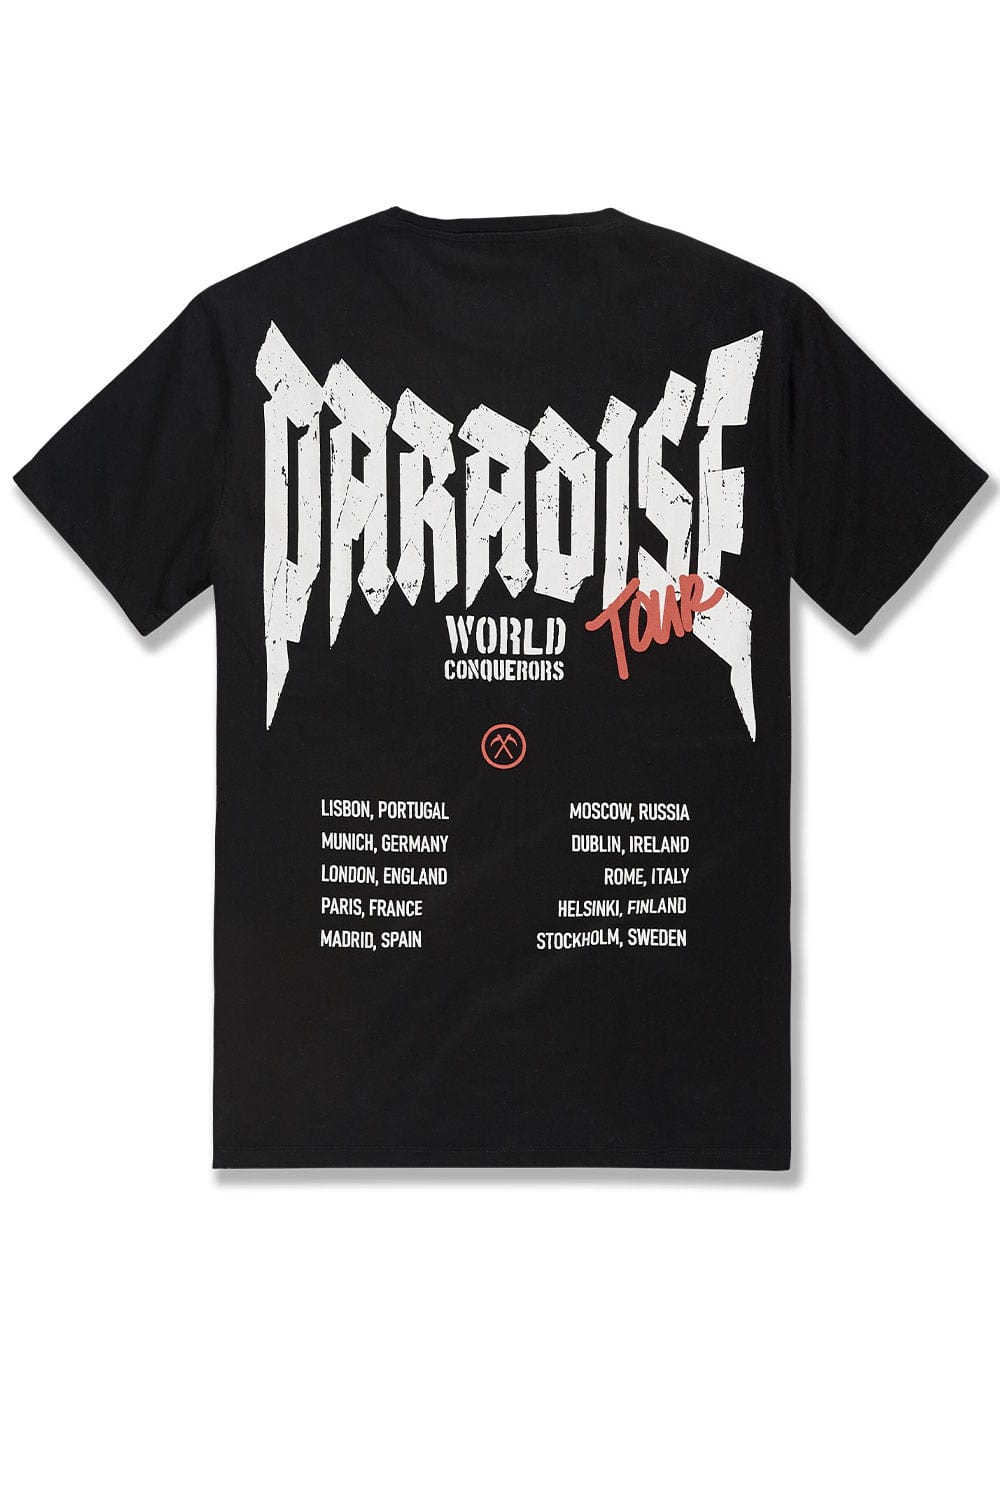 PARADISE
TOUR
WORLD
CONQUERORS
LISBON, PORTUGAL
MUNICH, GERMANY
LONDON, ENGLAND
PARIS, FRANCE
MADRID, SPAIN
MOSCOW, RUSSIA
DUBLIN, IRELAND
ROME, ITALY
HELSINKI, FINLAND
STOCKHOLM, SWEDEN